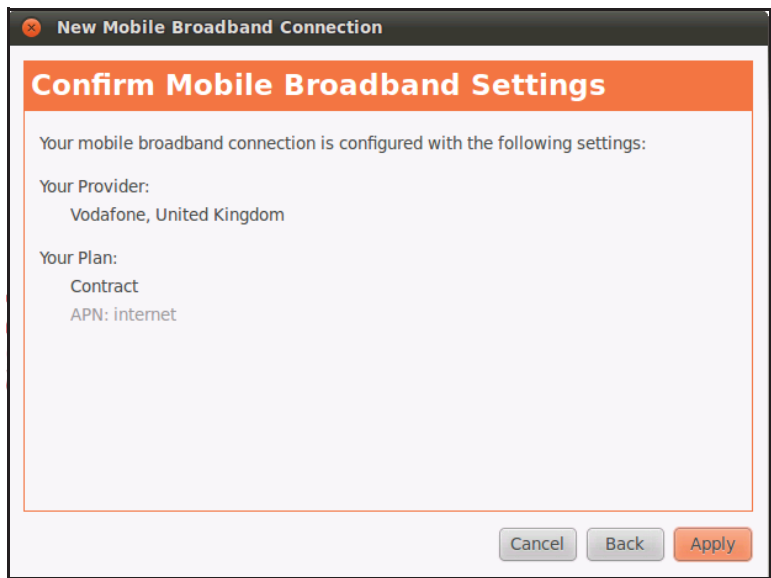 New Mobile Broadband Connection
Confirm Mobile Broadband Settings
Your mobile broadband connection is configured with the following settings:
Your Provider:
Vodafone, United Kingdom
Your Plan:
Contract
APN: internet
Cancel Back Apply